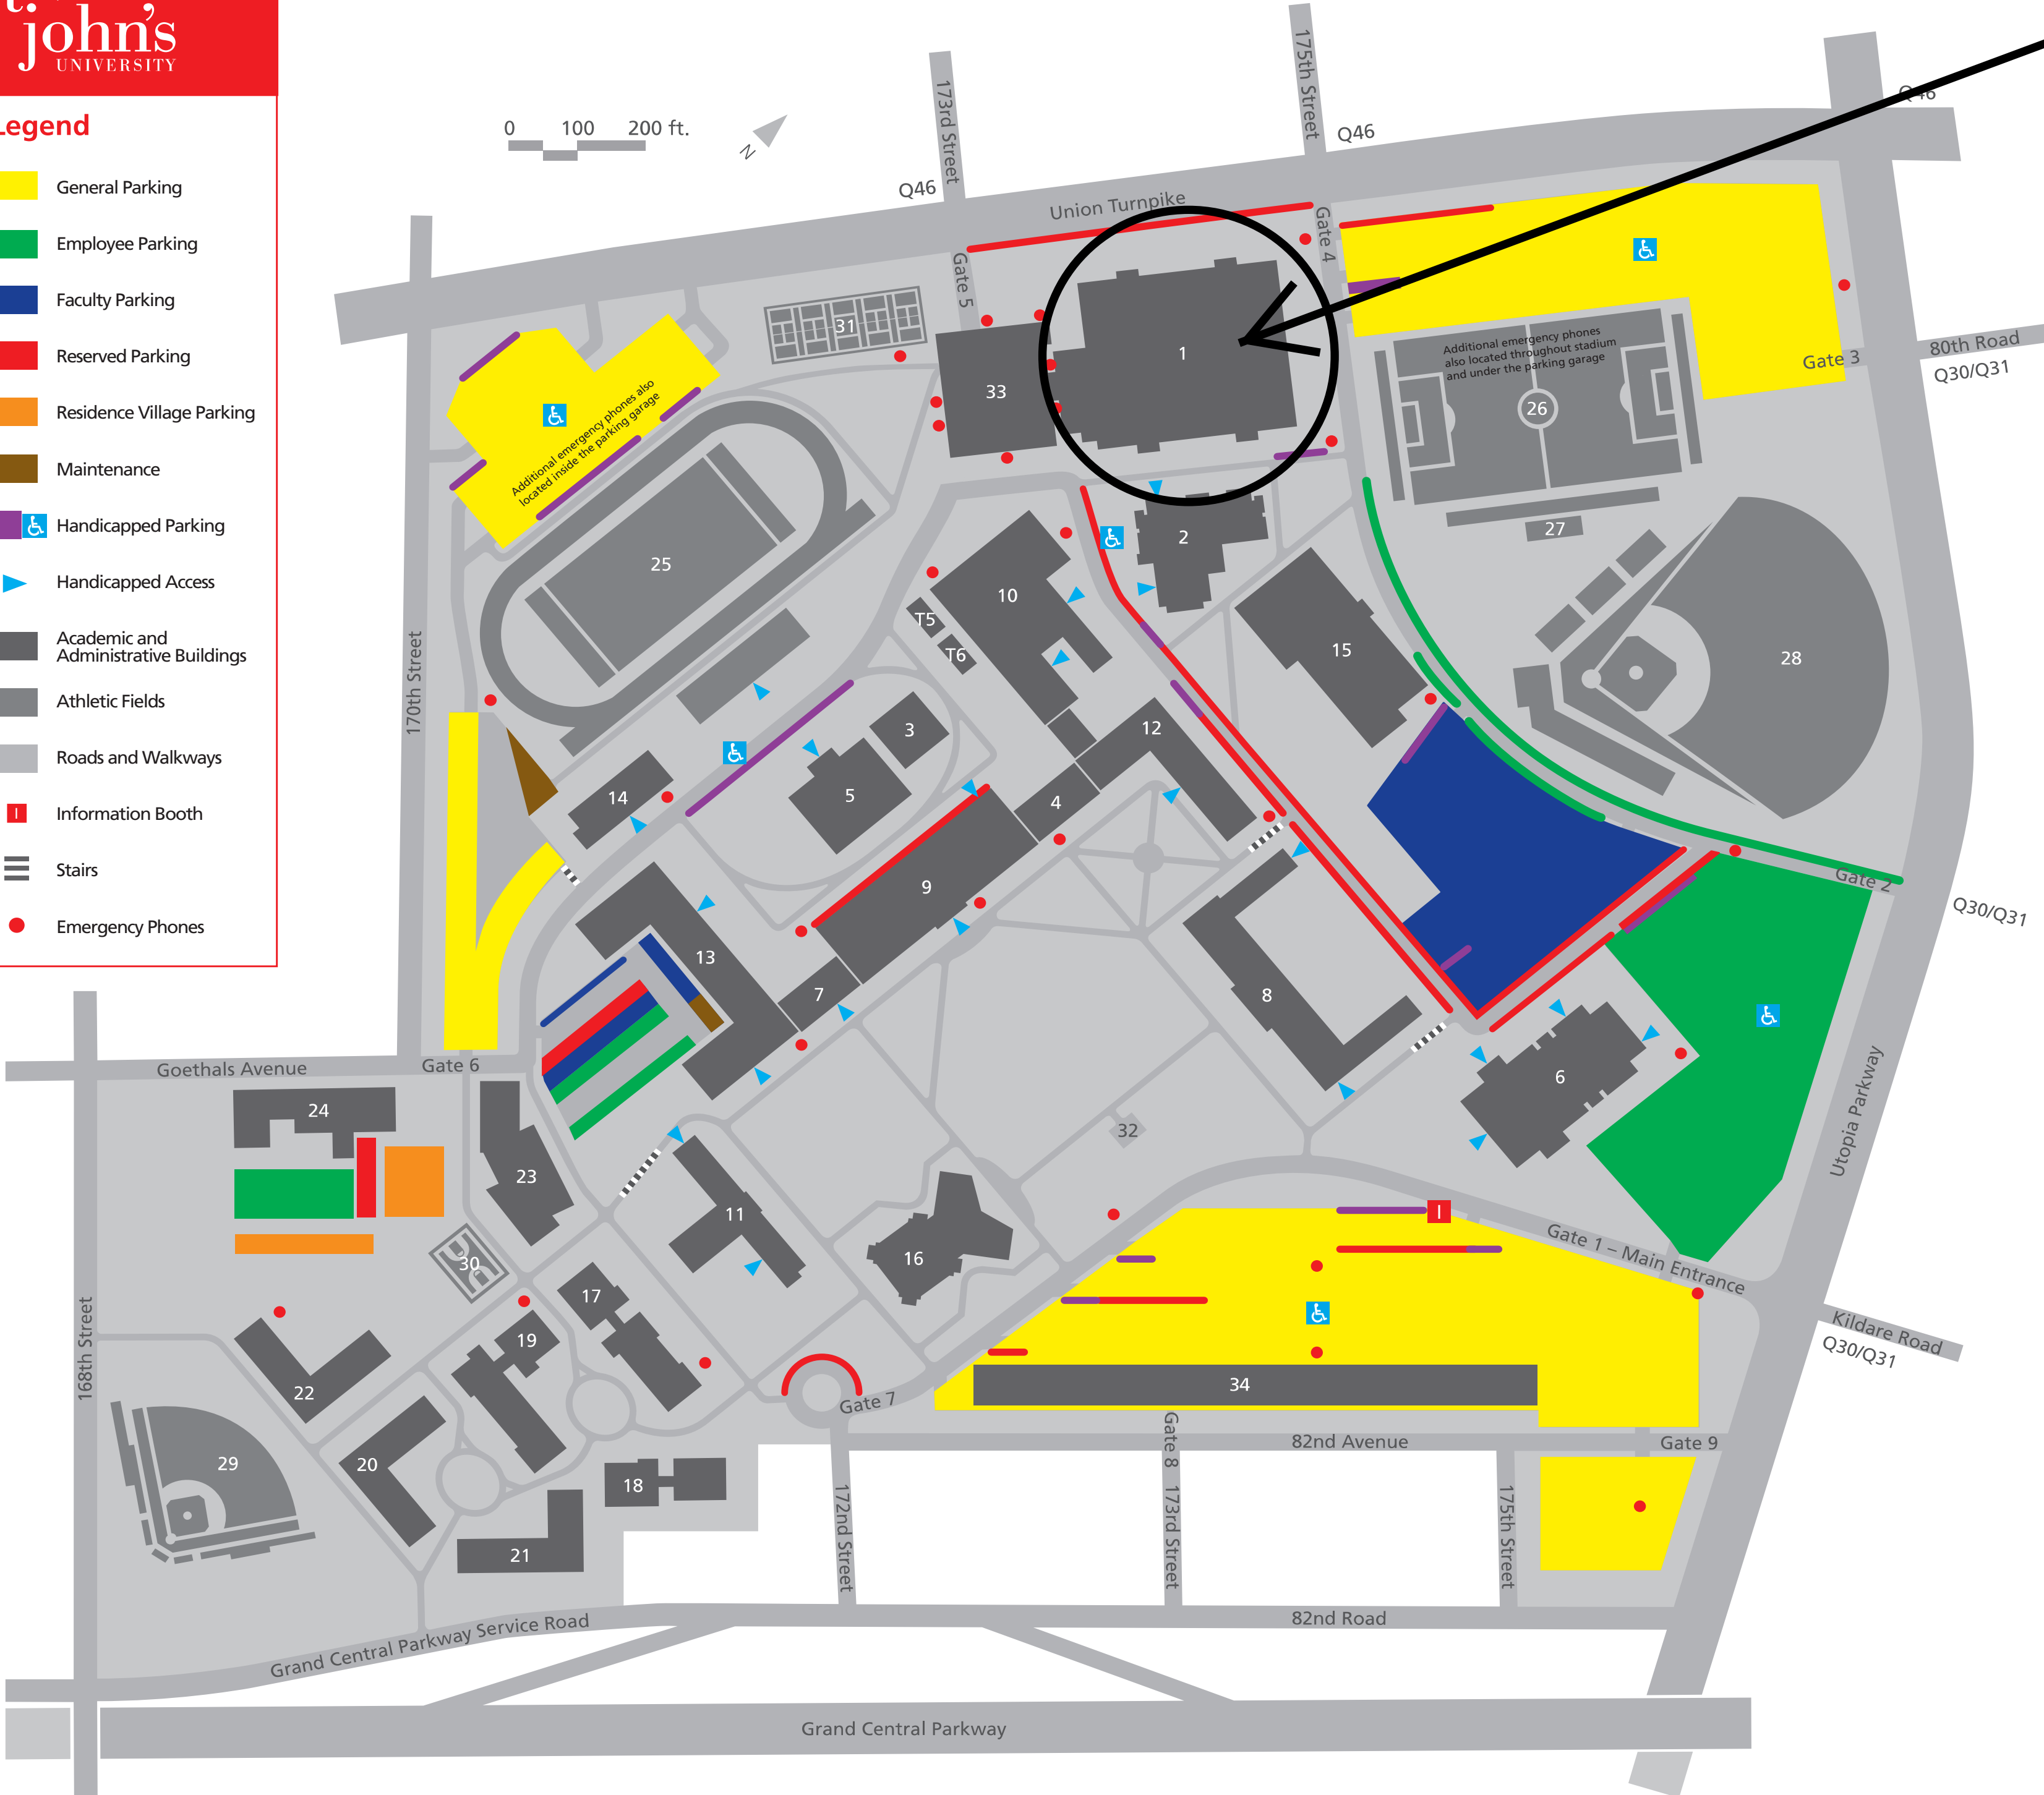 john's
UNIVERSITY
Legend
General Parking
Employee Parking
Faculty Parking
Reserved Parking
Residence Village Parking
Maintenance
Handicapped Parking
Handicapped Access
Academic and
Administrative Buildings
Athletic Fields
Roads and Walkways
I
Information Booth
Stairs
Emergency Phones
0 100 200 ft.
N
173rd Street
175th Street
Q46
Q46
Q46
Union Turnpike
Gate 5
Gate 4
Gate 3
80th Road
Q30/Q31
31
33
1
Additional emergency phones also
located inside the parking garage
Additional emergency phones
also located throughout stadium
and under the parking garage
26
27
25
2
10
T5
T6
15
28
170th Street
3
12
14
5
4
9
13
7
8
Gate 2
Q30/Q31
6
Utopia Parkway
Goethals Avenue
Gate 6
24
23
32
11
16
30
I
Gate 1 – Main Entrance
17
19
22
Kildare Road
Q30/Q31
168th Street
34
Gate 7
Gate 8
82nd Avenue
Gate 9
29
20
18
21
172nd Street
173rd Street
175th Street
82nd Road
Grand Central Parkway Service Road
Grand Central Parkway